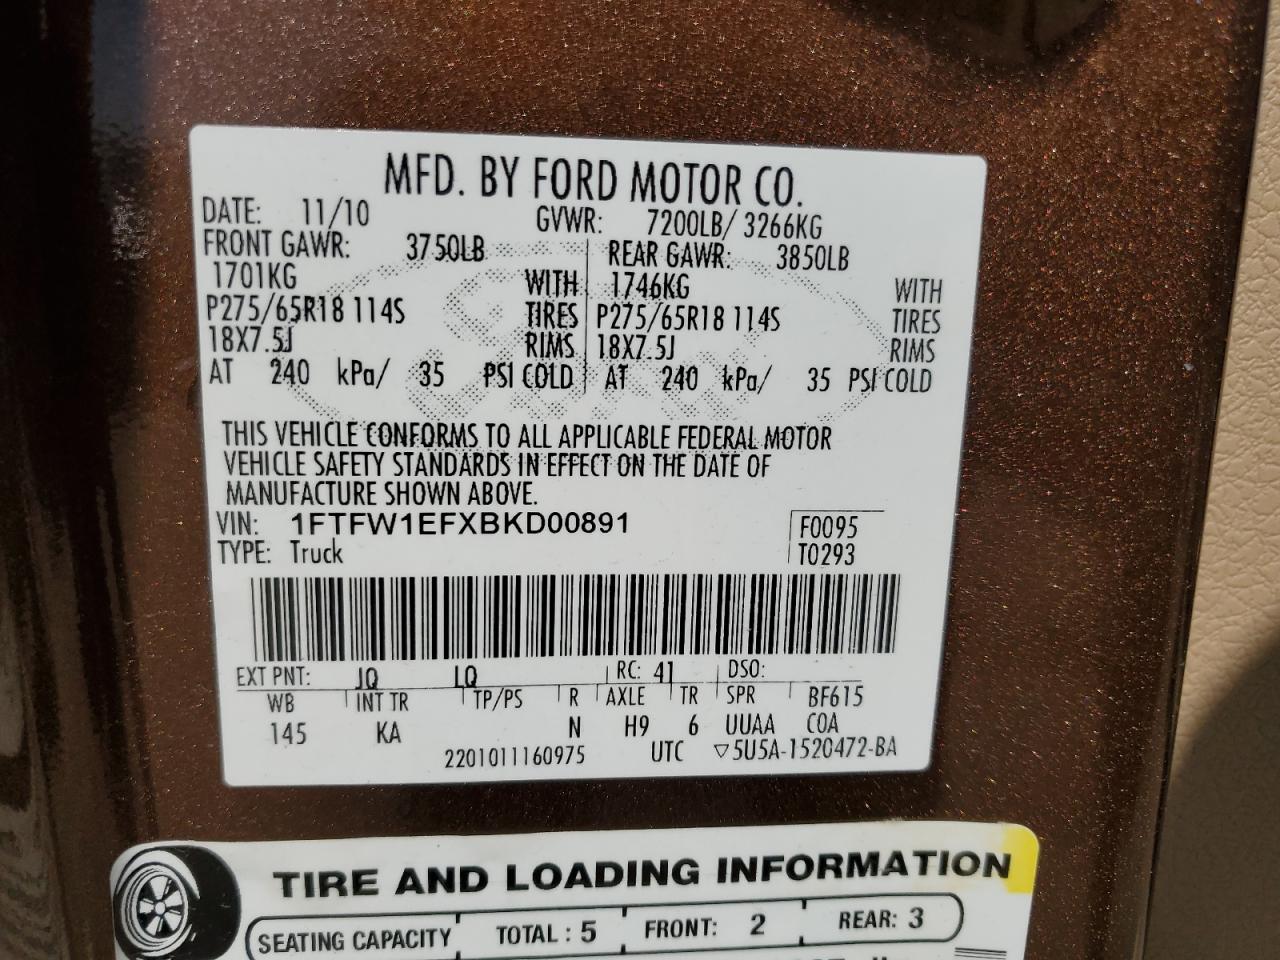 MFD. BY FORD MOTOR CO.
DATE: 11/10 GVWR: 7200LB/ 3266KG
FRONT GAWR: 3750LB REAR GAWR: 3850LB
1701KG WITH 1746KG WITH
P275/65R18 114S TIRES P275/65R18 114S TIRES
18X7.5J RIMS 18X7.5J RIMS
AT 240 kPa/ 35 PSI COLD AT 240 kPa/ 35 PSI COLD
THIS VEHICLE CONFORMS TO ALL APPLICABLE FEDERAL MOTOR
VEHICLE SAFETY STANDARDS IN EFFECT ON THE DATE OF
MANUFACTURE SHOWN ABOVE.
VIN: 1FTFW1EFXBKD00891 F0095
TYPE: Truck T0293
EXT PNT: JQ LQ RC: 41 DSO:
WB INT TR TP/PS R AXLE TR SPR BF615
145 KA N H9 6 UUAA COA
2201011160975 UTC ▽5U5A-1520472-BA
TIRE AND LOADING INFORMATION
SEATING CAPACITY TOTAL : 5 FRONT: 2 REAR: 3